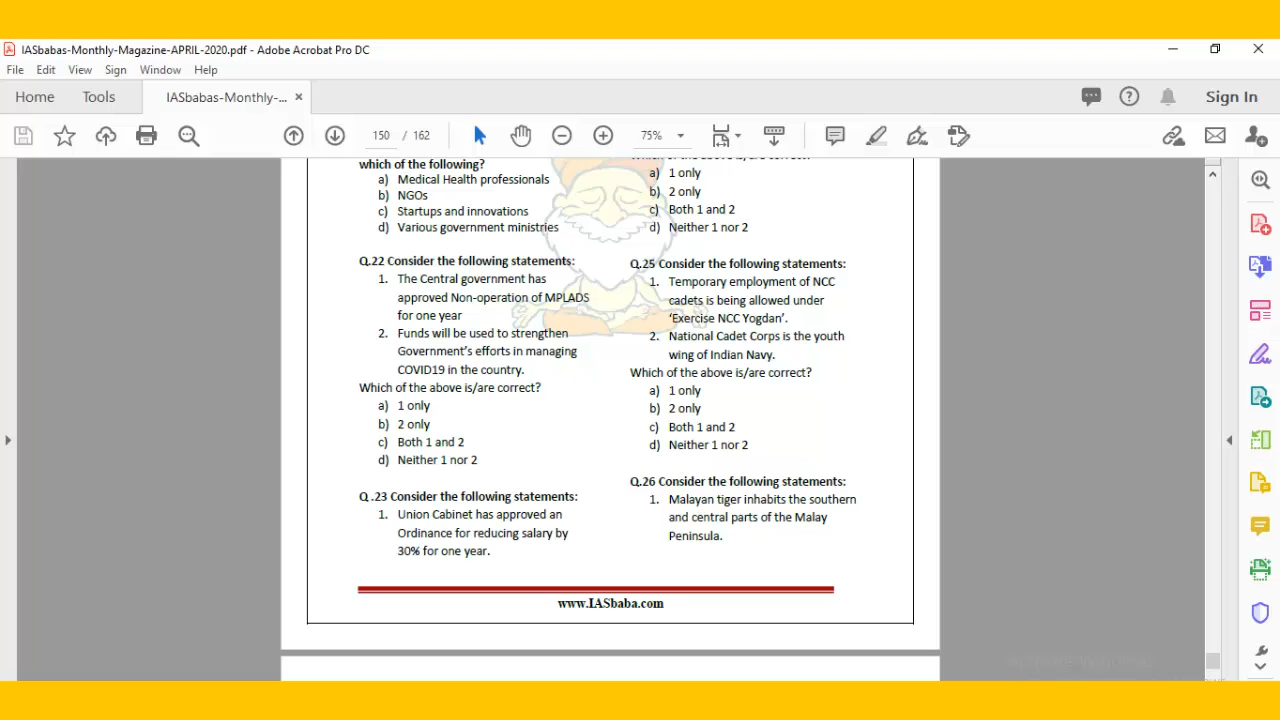 IASbabas-Monthly-Magazine-APRIL-2020.pdf - Adobe Acrobat Pro DC
File Edit View Sign Window Help
Home Tools IASbabas-Monthly-... × Sign In
150 / 162 75%
which of the following?
a) Medical Health professionals
b) NGOs
c) Startups and innovations
d) Various government ministries
Q.22 Consider the following statements:
1. The Central government has
approved Non-operation of MPLADS
for one year
2. Funds will be used to strengthen
Government's efforts in managing
COVID19 in the country.
Which of the above is/are correct?
a) 1 only
b) 2 only
c) Both 1 and 2
d) Neither 1 nor 2
Q .23 Consider the following statements:
1. Union Cabinet has approved an
Ordinance for reducing salary by
30% for one year.
Which of the above is/are correct?
a) 1 only
b) 2 only
c) Both 1 and 2
d) Neither 1 nor 2
Q.25 Consider the following statements:
1. Temporary employment of NCC
cadets is being allowed under
‘Exercise NCC Yogdan’.
2. National Cadet Corps is the youth
wing of Indian Navy.
Which of the above is/are correct?
a) 1 only
b) 2 only
c) Both 1 and 2
d) Neither 1 nor 2
Q.26 Consider the following statements:
1. Malayan tiger inhabits the southern
and central parts of the Malay
Peninsula.
www.IASbaba.com